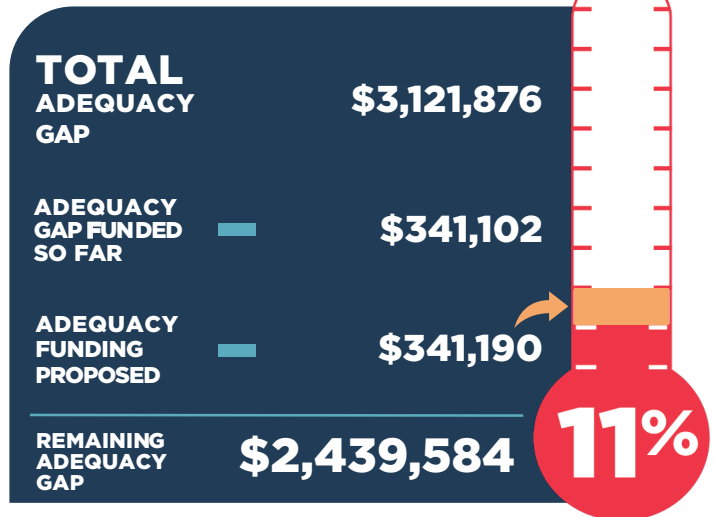 TOTAL
ADEQUACY
GAP
$3,121,876
ADEQUACY
GAP FUNDED
SO FAR
$341,102
ADEQUACY
FUNDING
PROPOSED
$341,190
REMAINING
ADEQUACY
GAP
$2,439,584
11%